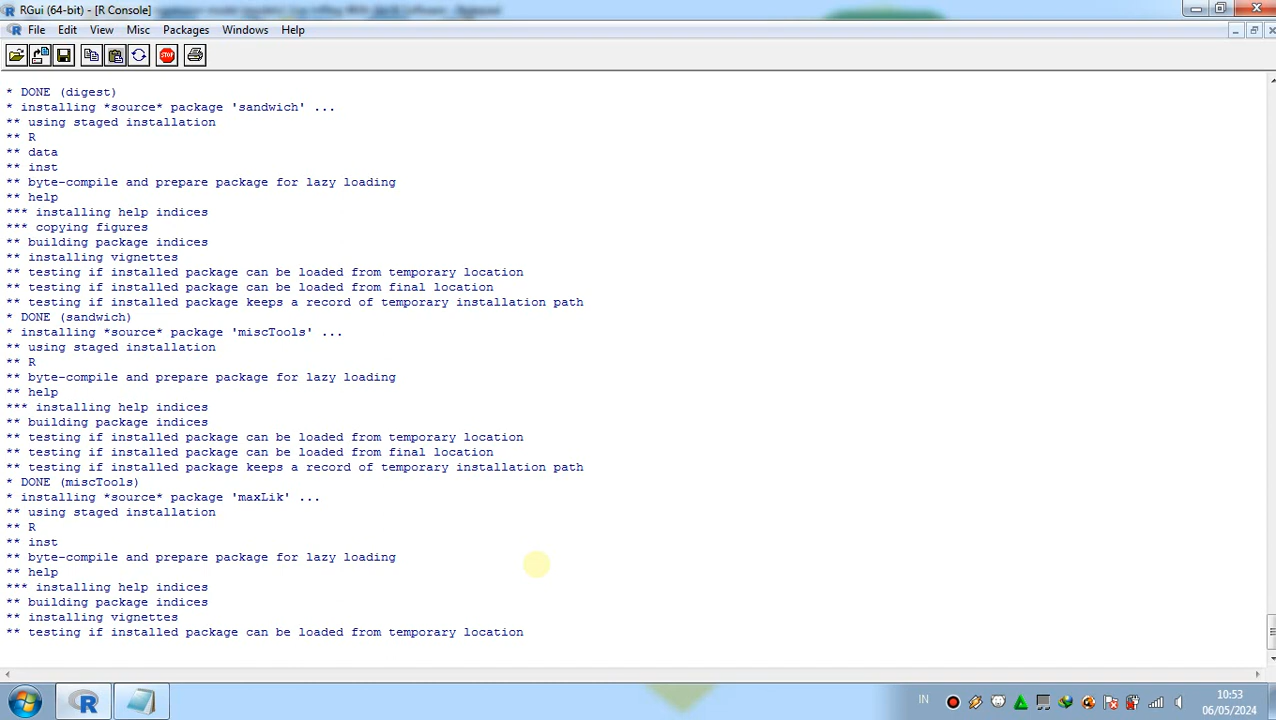 RGui (64-bit) - [R Console]
File Edit View Misc Packages Windows Help
STOP
* DONE (digest)
* installing *source* package 'sandwich' ...
** using staged installation
** R
** data
** inst
** byte-compile and prepare package for lazy loading
** help
*** installing help indices
*** copying figures
** building package indices
** installing vignettes
** testing if installed package can be loaded from temporary location
** testing if installed package can be loaded from final location
** testing if installed package keeps a record of temporary installation path
* DONE (sandwich)
* installing *source* package 'miscTools' ...
** using staged installation
** R
** byte-compile and prepare package for lazy loading
** help
*** installing help indices
** building package indices
** testing if installed package can be loaded from temporary location
** testing if installed package can be loaded from final location
** testing if installed package keeps a record of temporary installation path
* DONE (miscTools)
* installing *source* package 'maxLik' ...
** using staged installation
** R
** inst
** byte-compile and prepare package for lazy loading
** help
*** installing help indices
** building package indices
** installing vignettes
** testing if installed package can be loaded from temporary location
IN
10:53
06/05/2024